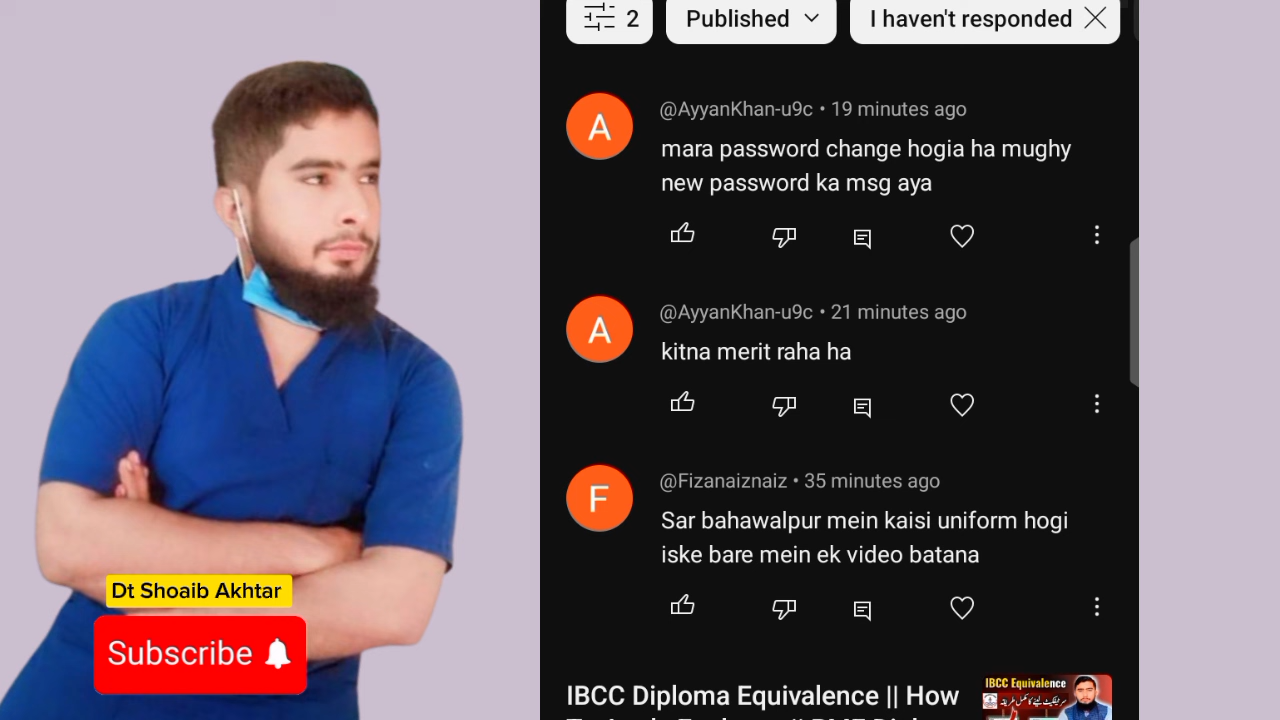 2
Published
I haven't responded
A
@AyyanKhan-u9c • 19 minutes ago
mara password change hogia ha mughy
new password ka msg aya
A
@AyyanKhan-u9c • 21 minutes ago
kitna merit raha ha
F
@Fizanaiznaiz • 35 minutes ago
Sar bahawalpur mein kaisi uniform hogi
iske bare mein ek video batana
Dt Shoaib Akhtar
Subscribe
IBCC Diploma Equivalence || How
IBCC Equivalence